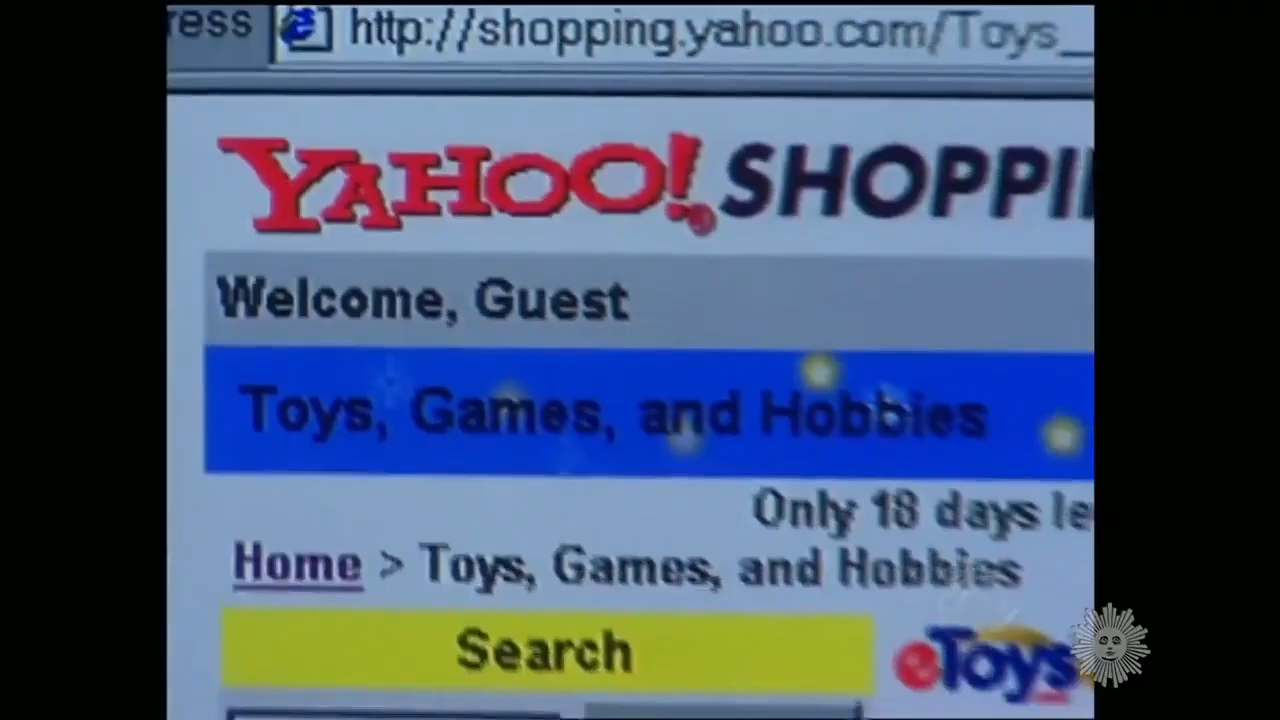 ress http://shopping.yahoo.com/Toys_
YAHOO! SHOPPI
Welcome, Guest
Toys, Games, and Hobbies
Only 18 days le
Home > Toys, Games, and Hobbies
Search
eToys